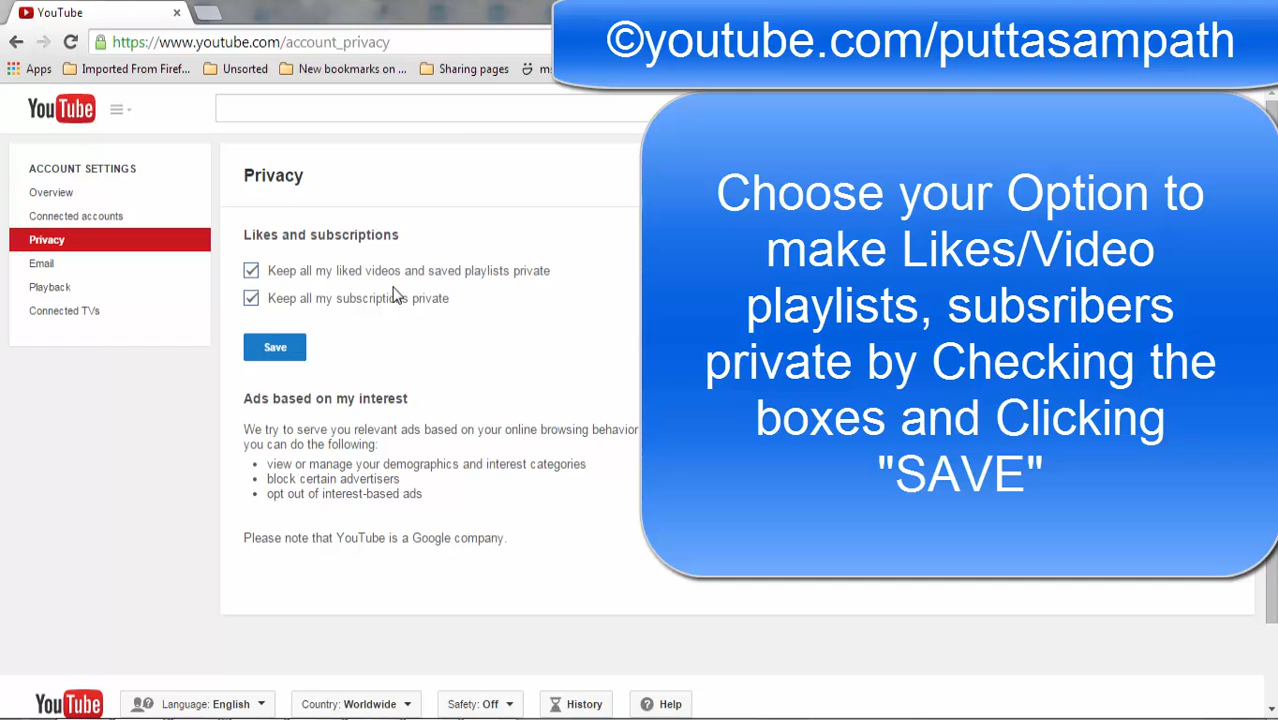 YouTube
https://www.youtube.com/account_privacy
Apps Imported From Firef... Unsorted New bookmarks on ... Sharing pages
©youtube.com/puttasampath
YouTube
ACCOUNT SETTINGS
Overview
Connected accounts
Privacy
Email
Playback
Connected TVs
Privacy
Likes and subscriptions
Keep all my liked videos and saved playlists private
Keep all my subscriptions private
Save
Ads based on my interest
We try to serve you relevant ads based on your online browsing behavior
you can do the following:
• view or manage your demographics and interest categories
• block certain advertisers
• opt out of interest-based ads
Please note that YouTube is a Google company.
Choose your Option to
make Likes/Video
playlists, subsribers
private by Checking the
boxes and Clicking
"SAVE"
YouTube Language: English Country: Worldwide Safety: Off History Help